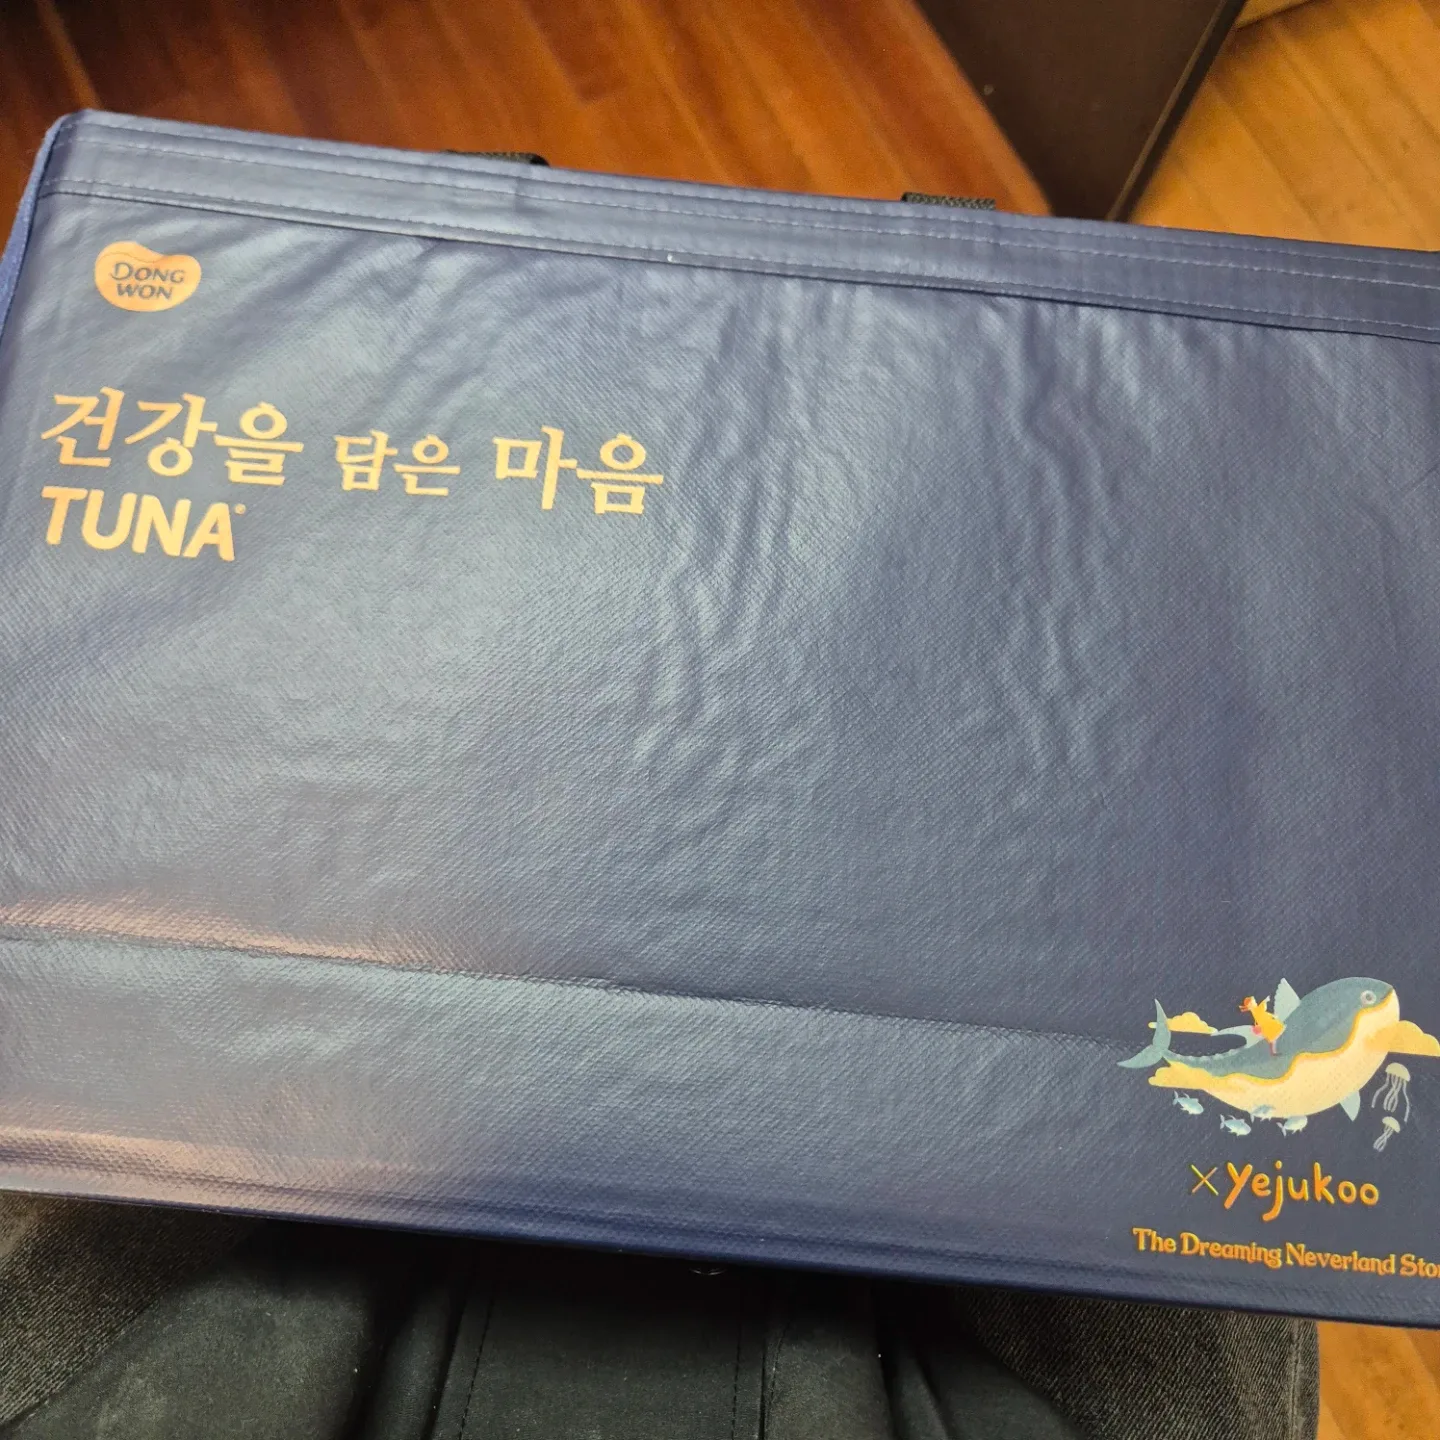 DONG
WON
건강을 담은 마음
TUNA
×yejukoo
The Dreaming Neverland